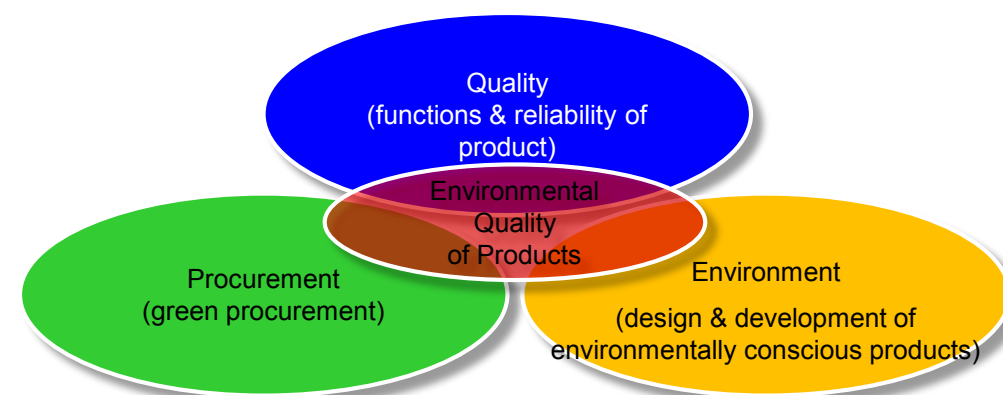 Quality
(functions & reliability of
product)
Environmental
Quality
of Products
Procurement
(green procurement)
Environment
(design & development of
environmentally conscious products)